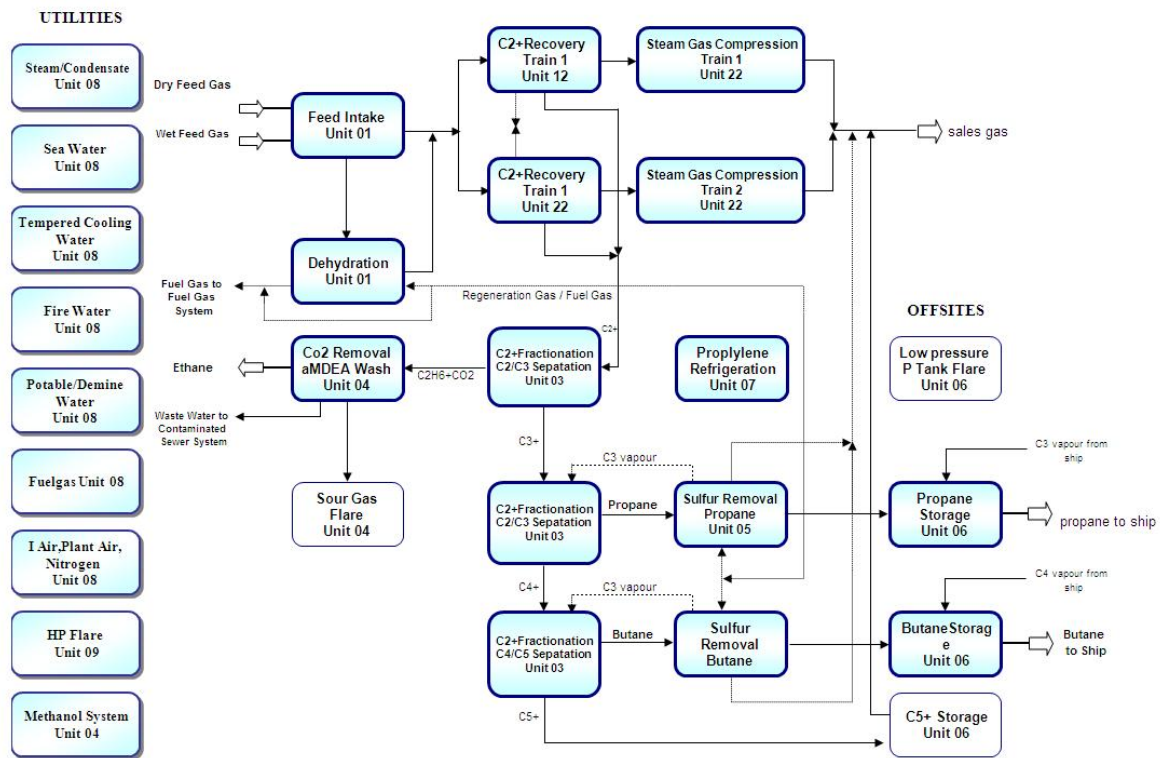 UTILITIES
Steam/Condensate
Unit 08
Sea Water
Unit 08
Tempered Cooling
Water
Unit 08
Fire Water
Unit 08
Potable/Demine
Water
Unit 08
Fuelgas Unit 08
I Air,Plant Air,
Nitrogen
Unit 08
HP Flare
Unit 09
Methanol System
Unit 04
Dry Feed Gas
Wet Feed Gas
Feed Intake
Unit 01
Dehydration
Unit 01
Fuel Gas to
Fuel Gas
System
C2+Recovery
Train 1
Unit 12
Steam Gas Compression
Train 1
Unit 22
C2+Recovery
Train 1
Unit 22
Steam Gas Compression
Train 2
Unit 22
sales gas
Regeneration Gas / Fuel Gas
C2+
Ethane
Co2 Removal
aMDEA Wash
Unit 04
C2H6+CO2
C2+Fractionation
C2/C3 Sepatation
Unit 03
Proplylene
Refrigeration
Unit 07
Waste Water to
Contaminated
Sewer System
Sour Gas
Flare
Unit 04
C3+
C3 vapour
C2+Fractionation
C2/C3 Sepatation
Unit 03
Propane
Sulfur Removal
Propane
Unit 05
C4+
C3 vapour
C2+Fractionation
C4/C5 Sepatation
Unit 03
Butane
Sulfur
Removal
Butane
C5+
OFFSITES
Low pressure
P Tank Flare
Unit 06
C3 vapour from
ship
Propane
Storage
Unit 06
propane to ship
C4 vapour from
ship
ButaneStorag
e
Unit 06
Butane
to Ship
C5+ Storage
Unit 06